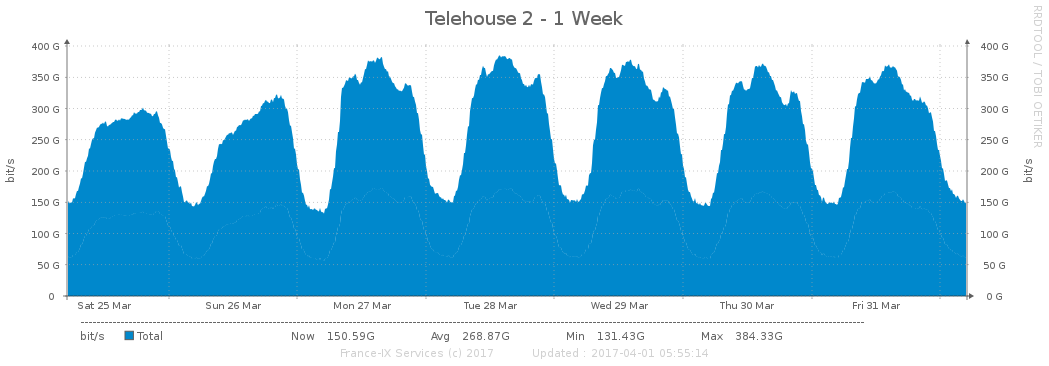 Telehouse 2 - 1 Week
RRDTOOL / TOBI OETIKER
bit/s
400 G
350 G
300 G
250 G
200 G
150 G
100 G
50 G
0
400 G
350 G
300 G
250 G
200 G
150 G
100 G
50 G
0 G
bit/s
Sat 25 Mar Sun 26 Mar Mon 27 Mar Tue 28 Mar Wed 29 Mar Thu 30 Mar Fri 31 Mar
bit/s Total Now 150.59G Avg 268.87G Min 131.43G Max 384.33G
France-IX Services (c) 2017 Updated : 2017-04-01 05:55:14